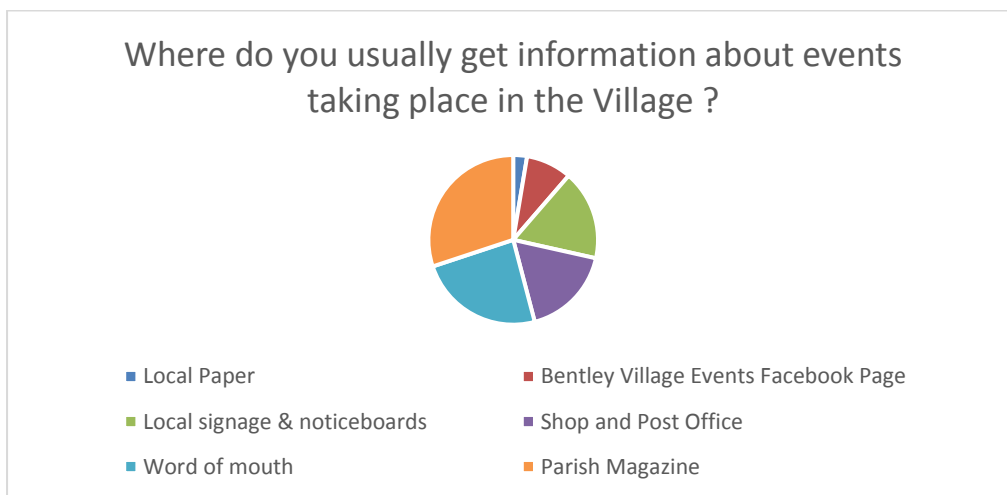 Where do you usually get information about events
taking place in the Village ?
Local Paper
Bentley Village Events Facebook Page
Local signage & noticeboards
Shop and Post Office
Word of mouth
Parish Magazine